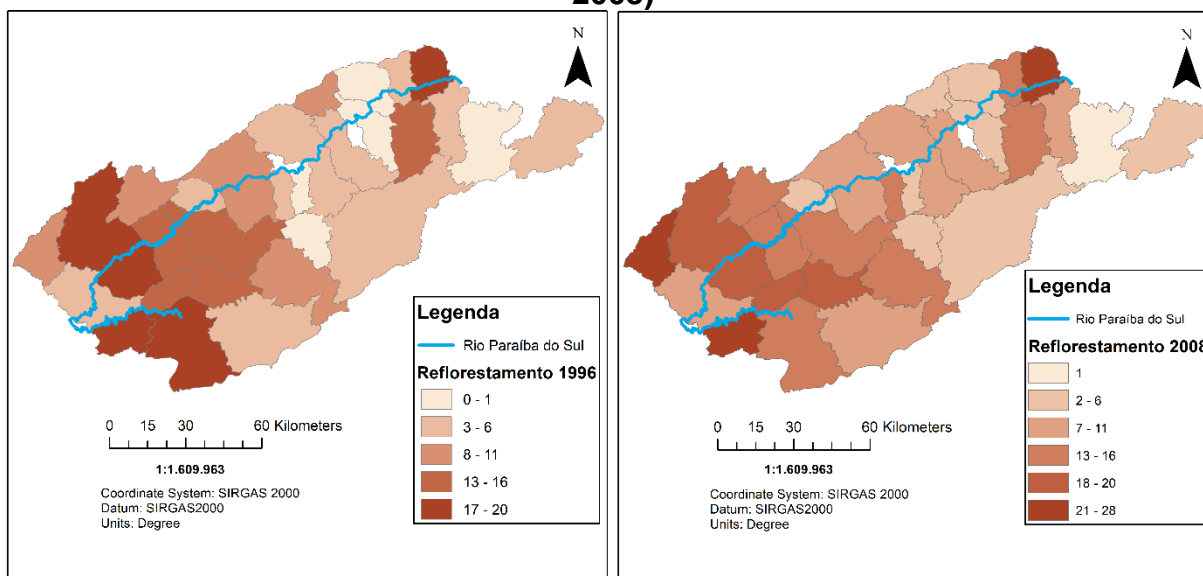 2008)
N
Legenda
Rio Paraíba do Sul
Reflorestamento 1996
0 - 1
3 - 6
8 - 11
13 - 16
17 - 20
0 15 30 60 Kilometers
1:1.609.963
Coordinate System: SIRGAS 2000
Datum: SIRGAS2000
Units: Degree
N
Legenda
Rio Paraíba do Sul
Reflorestamento 2008
1
2 - 6
7 - 11
13 - 16
18 - 20
21 - 28
0 15 30 60 Kilometers
1:1.609.963
Coordinate System: SIRGAS 2000
Datum: SIRGAS2000
Units: Degree